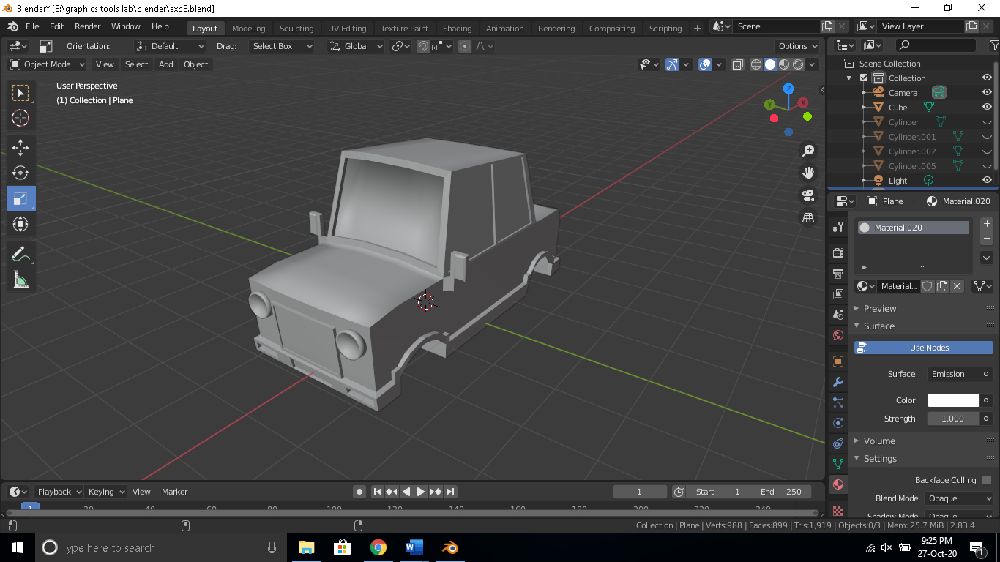 Blender* [E:\graphics tools lab\blender\exp8.blend]
File Edit Render Window Help Layout Modeling Sculpting UV Editing Texture Paint Shading Animation Rendering Compositing Scripting + Scene View Layer
Orientation: Default Drag: Select Box Global Options
Object Mode View Select Add Object
User Perspective
(1) Collection | Plane
Z
X
Y
Scene Collection
Collection
Camera
Cube
Cylinder
Cylinder.001
Cylinder.002
Cylinder.005
Light
Plane Material.020
Material.020
Material...
Preview
Surface
Use Nodes
Surface Emission
Color
Strength 1.000
Volume
Settings
Backface Culling
Blend Mode Opaque
Shadow Mode Opaque
Playback Keying View Marker 1 Start 1 End 250
1 20 40 60 80 100 120 140 160 180 200 220 240
Collection | Plane | Verts:988 | Faces:899 | Tris:1,919 | Objects:0/3 | Mem: 25.7 MiB | 2.83.4
Type here to search
9:25 PM
27-Oct-20
1